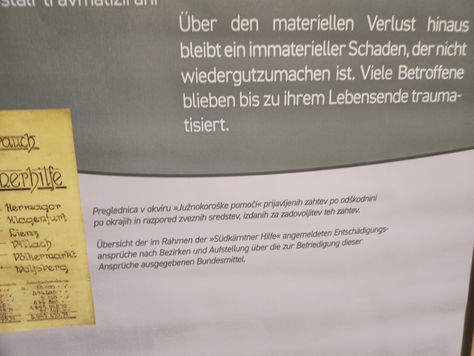 Über den materiellen Verlust hinaus
bleibt ein immaterieller Schaden, der nicht
wiedergutzumachen ist. Viele Betroffene
blieben bis zu ihrem Lebensende trauma-
tisiert.
Hermagor
Klagenfurt
Lienz
Villach
Völkermarkt
Wolfsberg
Preglednica v okviru »Južnokoroške pomoči« prijavljenih zahtev po odškodnini
po okrajih in razpored zveznih sredstev, izdanih za zadovoljitev teh zahtev.
Übersicht der im Rahmen der »Südkärntner Hilfe« angemeldeten Entschädigungs-
ansprüche nach Bezirken und Aufstellung über die zur Befriedigung dieser
Ansprüche ausgegebenen Bundesmittel.